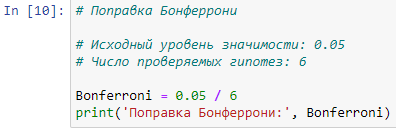 In [10]: # Поправка Бонферрони
# Исходный уровень значимости: 0.05
# Число проверяемых гипотез: 6
Bonferroni = 0.05 / 6
print('Поправка Бонферрони:', Bonferroni)